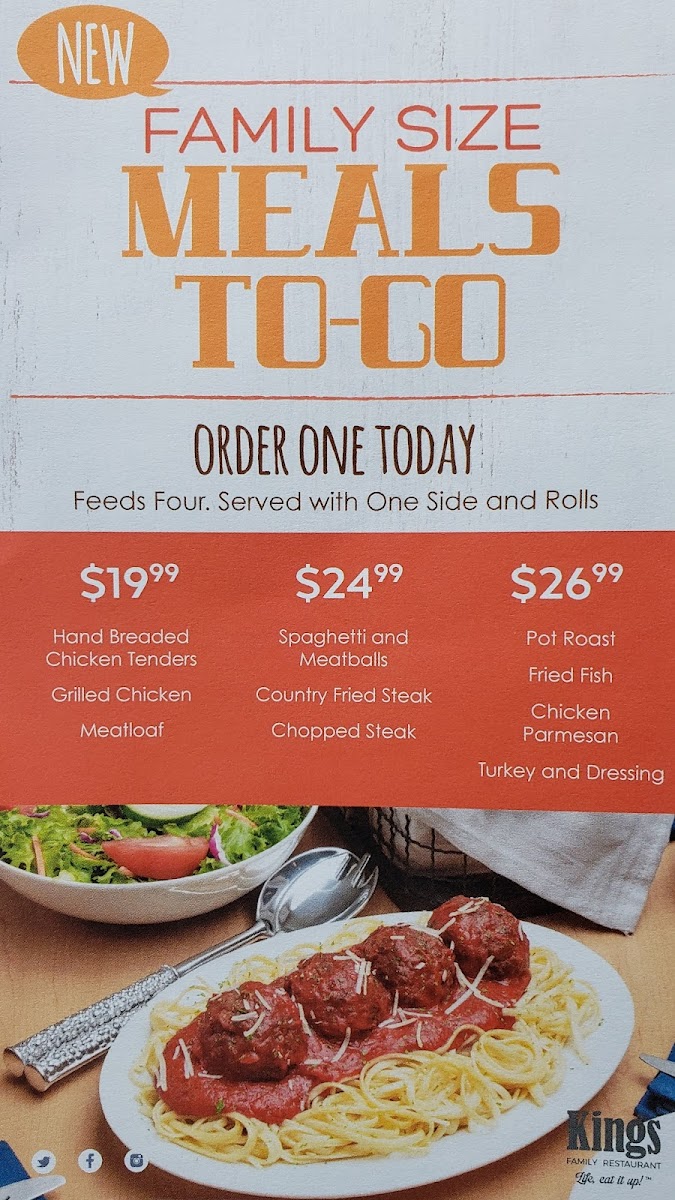 NEW
FAMILY SIZE
MEALS
TO-GO
ORDER ONE TODAY
Feeds Four. Served with One Side and Rolls
$19.99
Hand Breaded
Chicken Tenders
Grilled Chicken
Meatloaf
$24.99
Spaghetti and
Meatballs
Country Fried Steak
Chopped Steak
$26.99
Pot Roast
Fried Fish
Chicken
Parmesan
Turkey and Dressing
Kings
FAMILY RESTAURANT
Life, eat it up!™